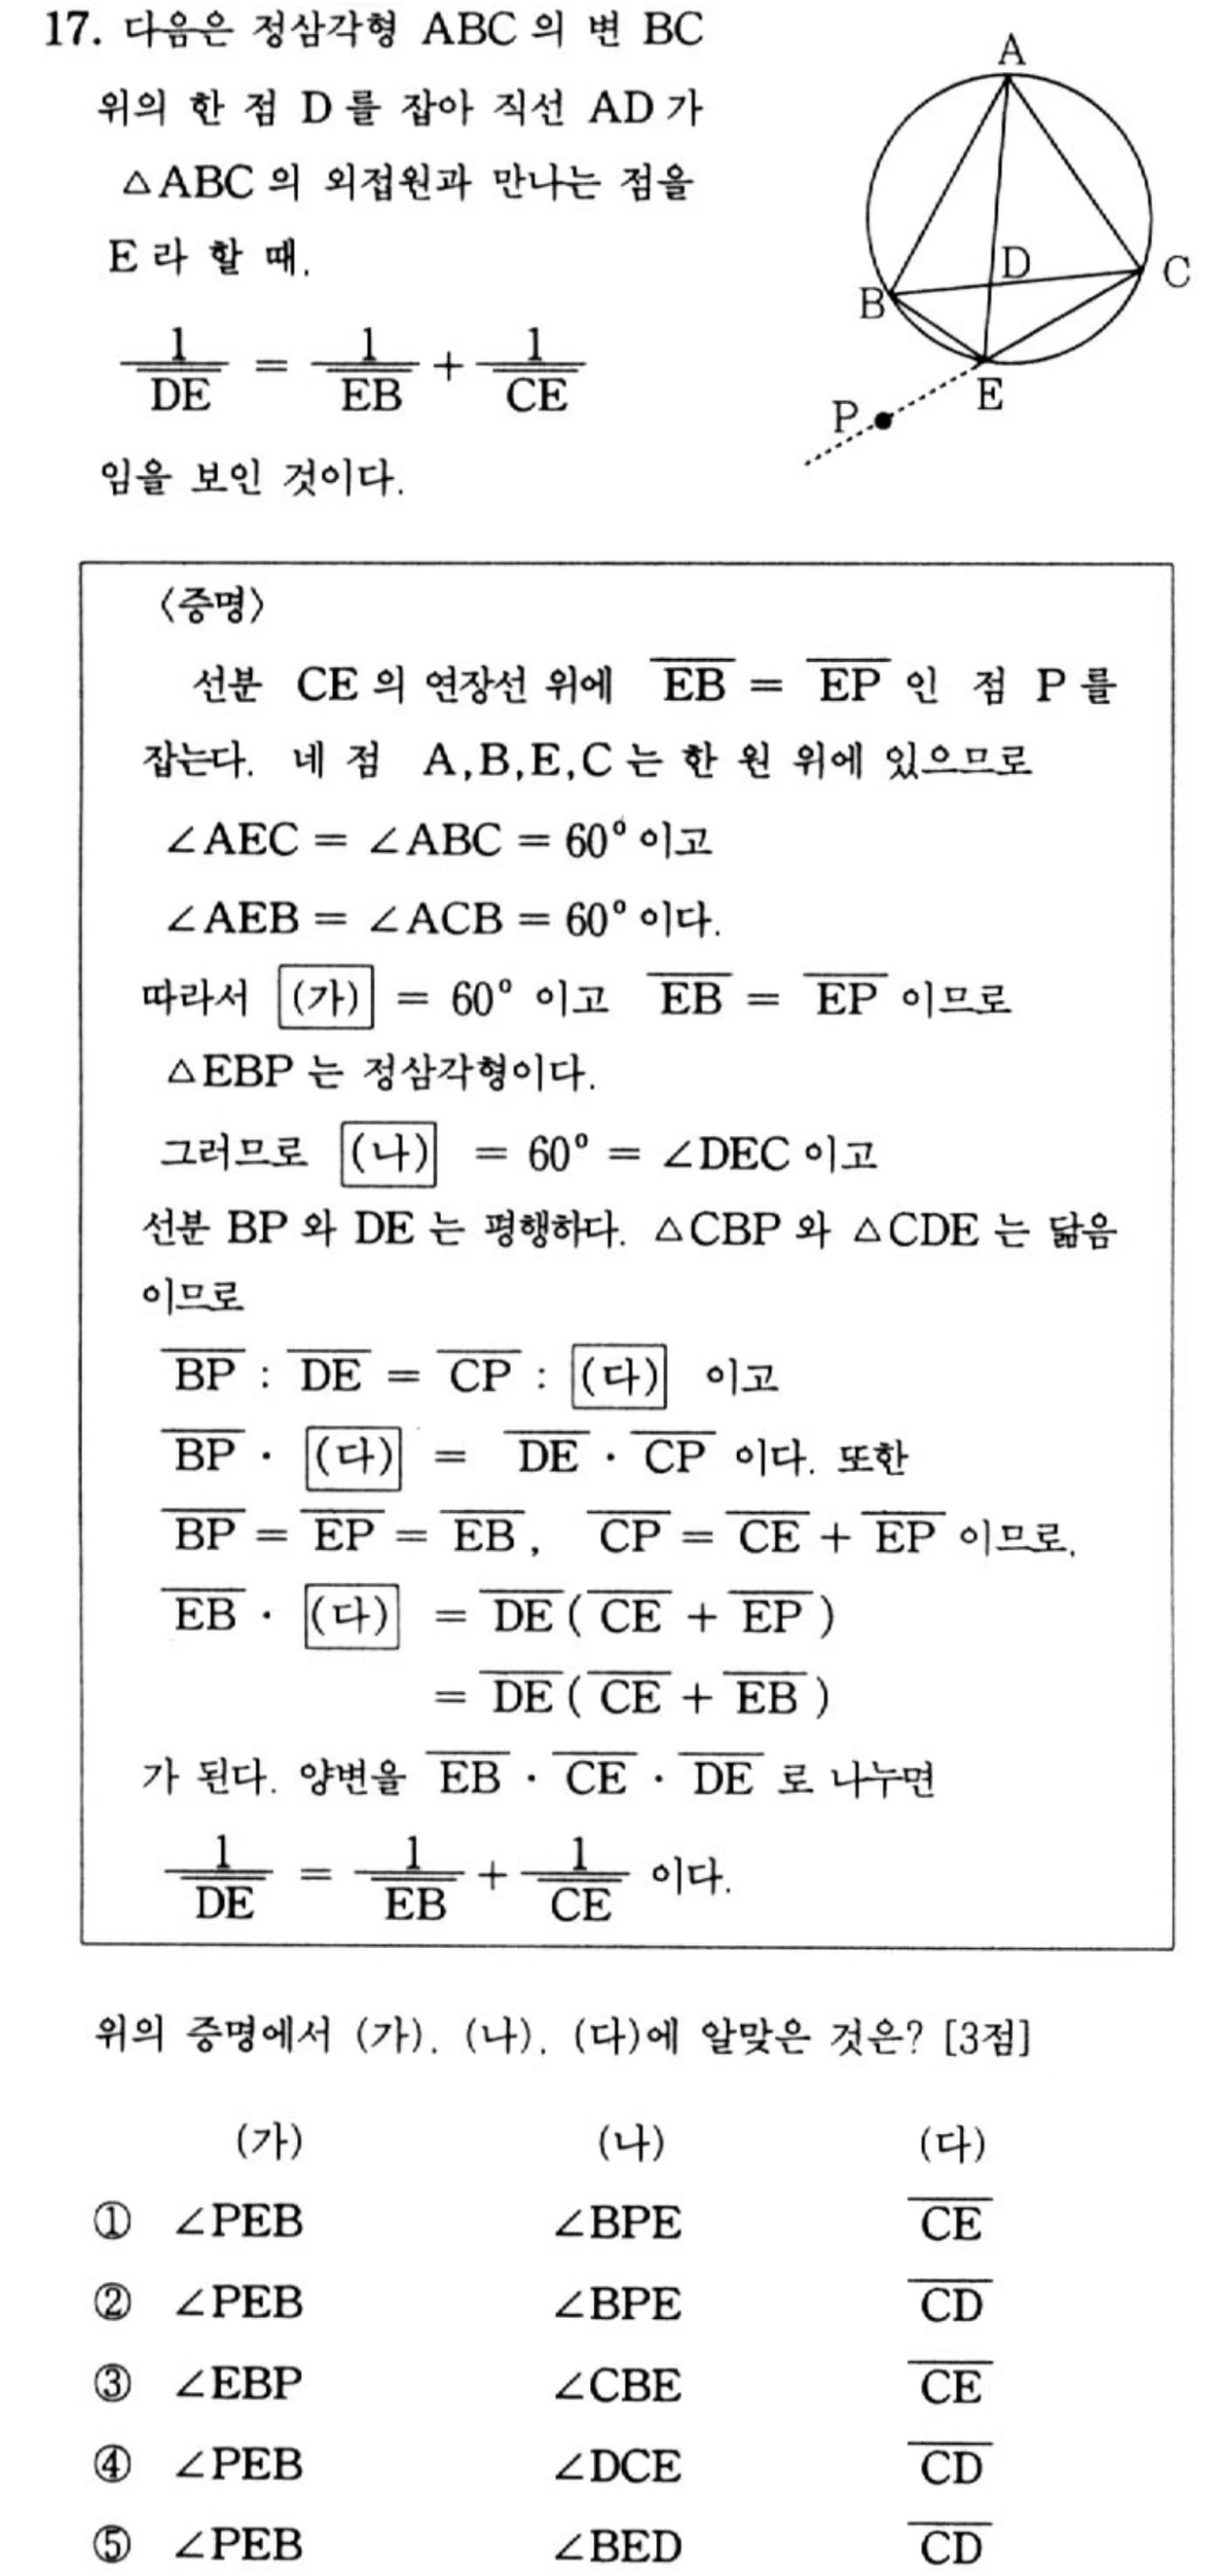 17. 다음은 정삼각형 ABC 의 변 BC
위의 한 점 D 를 잡아 직선 AD 가
△ABC 의 외접원과 만나는 점을
E 라 할 때,
1/DE = 1/EB + 1/CE
임을 보인 것이다.
A
B
C
D
E
P
〈증명〉
선분 CE 의 연장선 위에 EB = EP 인 점 P 를
잡는다. 네 점 A,B,E,C 는 한 원 위에 있으므로
∠AEC = ∠ABC = 60° 이고
∠AEB = ∠ACB = 60° 이다.
따라서 (가) = 60° 이고 EB = EP 이므로
△EBP 는 정삼각형이다.
그러므로 (나) = 60° = ∠DEC 이고
선분 BP 와 DE 는 평행하다. △CBP 와 △CDE 는 닮음
이므로
BP : DE = CP : (다) 이고
BP · (다) = DE · CP 이다. 또한
BP = EP = EB, CP = CE + EP 이므로,
EB · (다) = DE ( CE + EP )
= DE ( CE + EB )
가 된다. 양변을 EB · CE · DE 로 나누면
1/DE = 1/EB + 1/CE 이다.
위의 증명에서 (가), (나), (다)에 알맞은 것은? [3점]
(가) (나) (다)
① ∠PEB ∠BPE CE
② ∠PEB ∠BPE CD
③ ∠EBP ∠CBE CE
④ ∠PEB ∠DCE CD
⑤ ∠PEB ∠BED CD